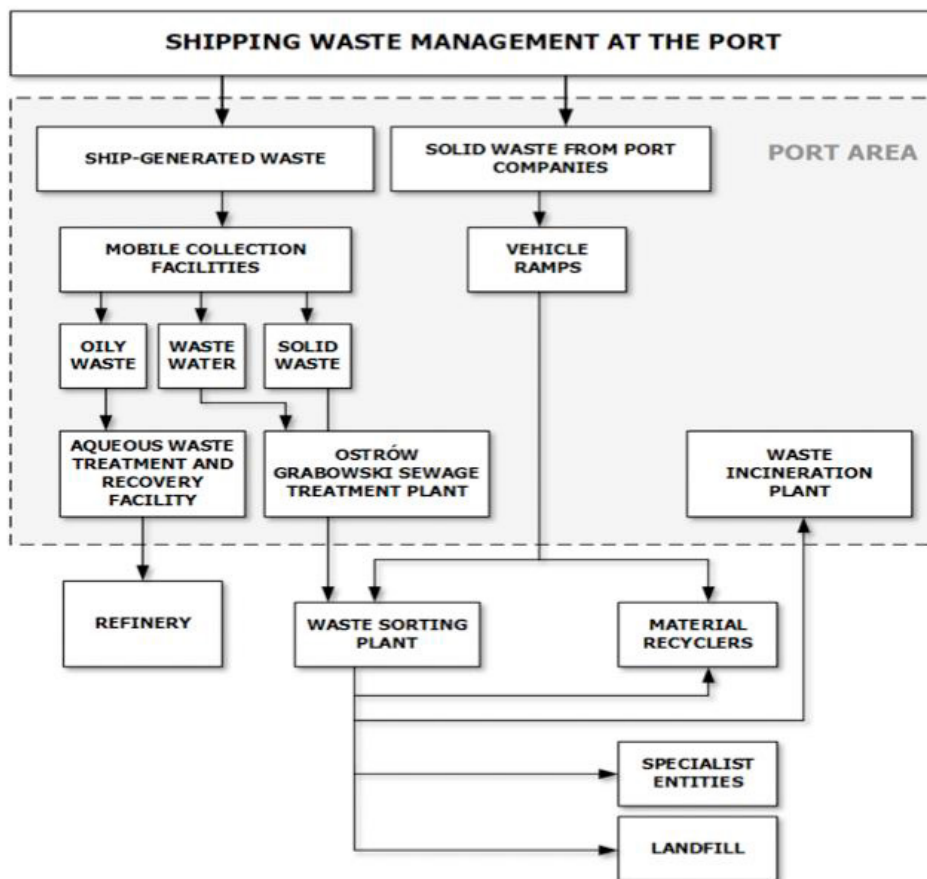 SHIPPING WASTE MANAGEMENT AT THE PORT
PORT AREA
SHIP-GENERATED WASTE
SOLID WASTE FROM PORT
COMPANIES
MOBILE COLLECTION
FACILITIES
VEHICLE
RAMPS
OILY
WASTE
WASTE
WATER
SOLID
WASTE
AQUEOUS WASTE
TREATMENT AND
RECOVERY
FACILITY
OSTRÓW
GRABOWSKI SEWAGE
TREATMENT PLANT
WASTE
INCINERATION
PLANT
REFINERY
WASTE SORTING
PLANT
MATERIAL
RECYCLERS
SPECIALIST
ENTITIES
LANDFILL